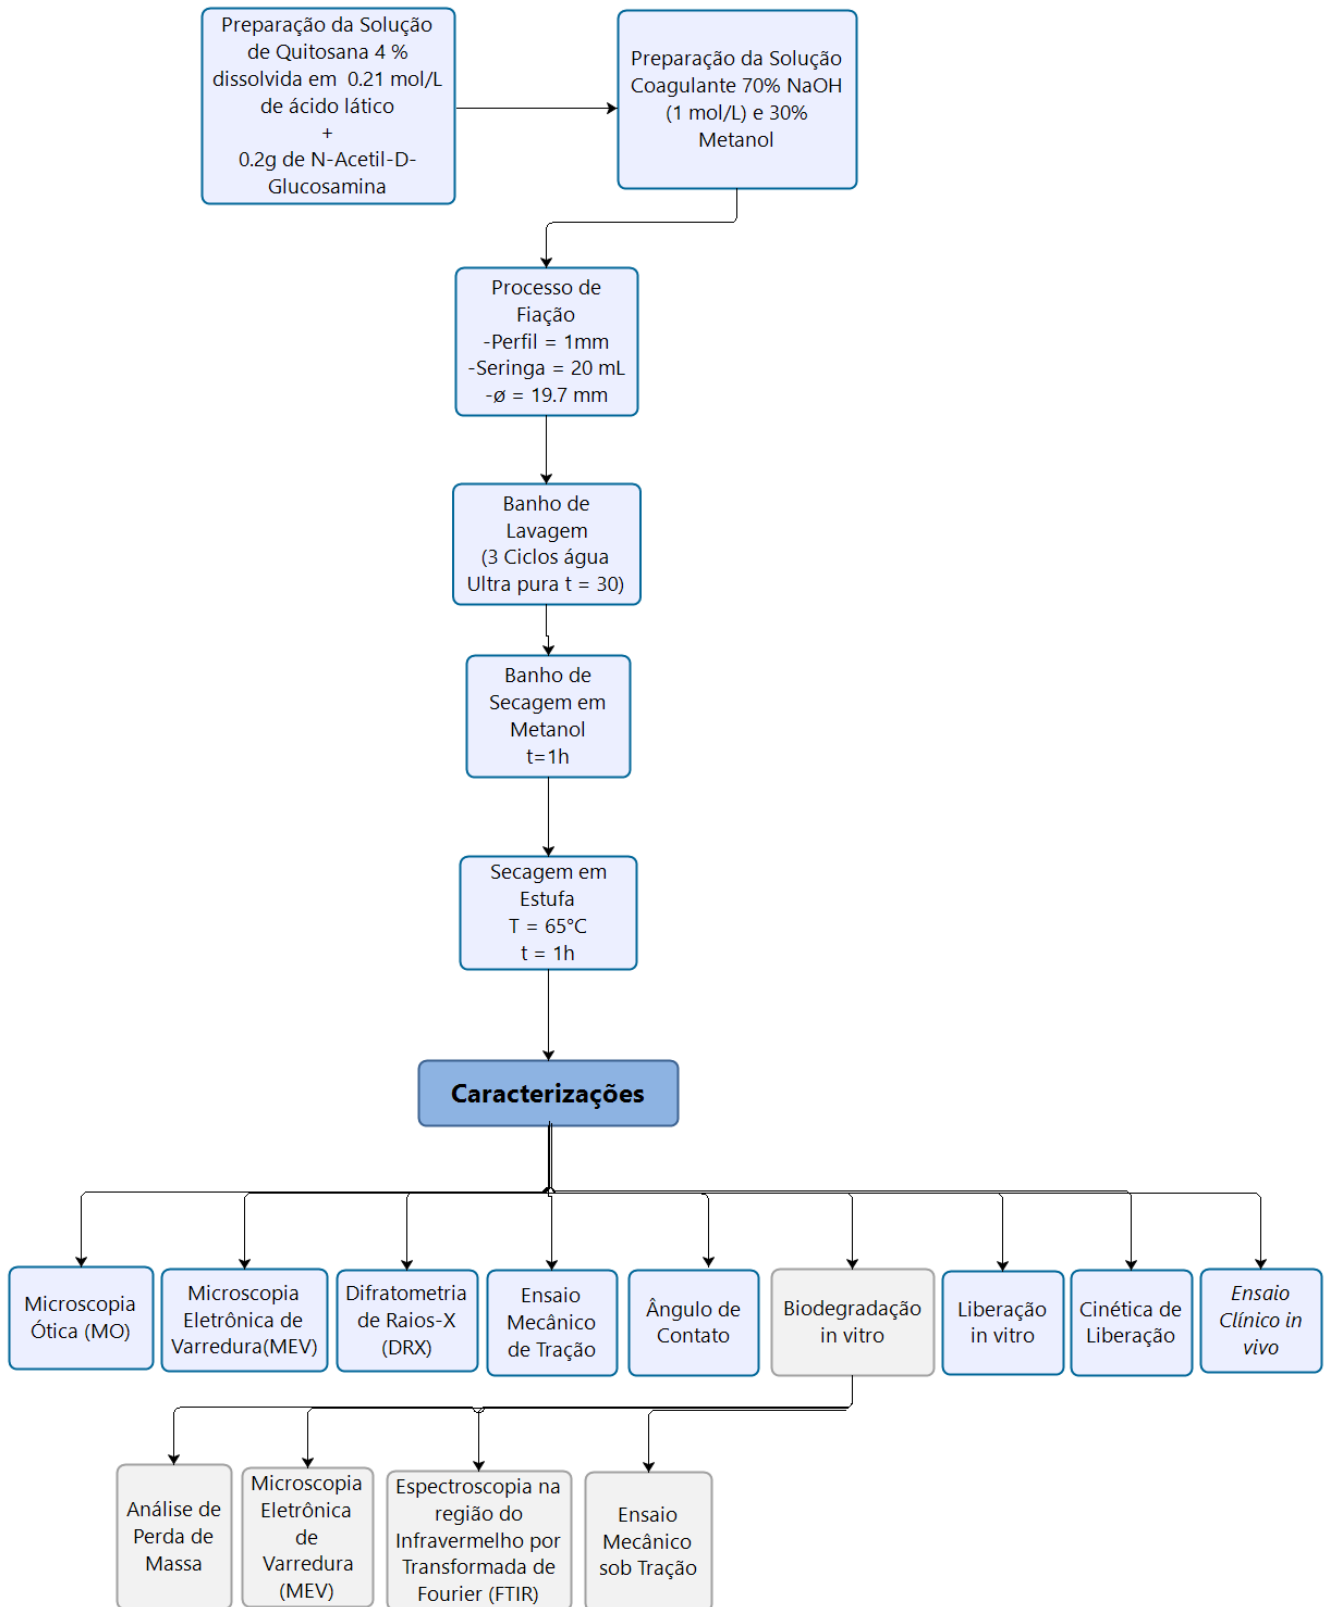 Preparação da Solução
de Quitosana 4 %
dissolvida em  0.21 mol/L
de ácido lático
+
0.2g de N-Acetil-D-
Glucosamina
Preparação da Solução
Coagulante 70% NaOH
(1 mol/L) e 30%
Metanol
Processo de
Fiação
-Perfil = 1mm
-Seringa = 20 mL
-ø = 19.7 mm
Banho de
Lavagem
(3 Ciclos água
Ultra pura t = 30)
Banho de
Secagem em
Metanol
t=1h
Secagem em
Estufa
T = 65°C
t = 1h
Caracterizações
Microscopia
Ótica (MO)
Microscopia
Eletrônica de
Varredura(MEV)
Difratometria
de Raios-X
(DRX)
Ensaio
Mecânico
de Tração
Ângulo de
Contato
Biodegradação
in vitro
Liberação
in vitro
Cinética de
Liberação
Ensaio
Clínico in
vivo
Análise de
Perda de
Massa
Microscopia
Eletrônica
de
Varredura
(MEV)
Espectroscopia na
região do
Infravermelho por
Transformada de
Fourier (FTIR)
Ensaio
Mecânico
sob Tração